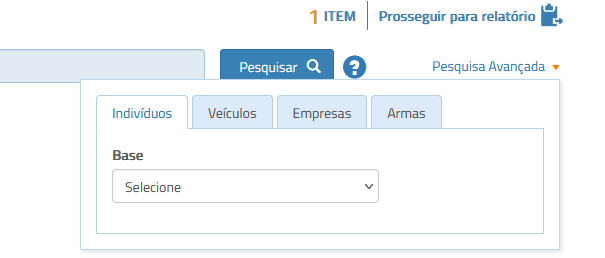 1 ITEM Prosseguir para relatório
Pesquisar ? Pesquisa Avançada
Indivíduos Veículos Empresas Armas
Base
Selecione